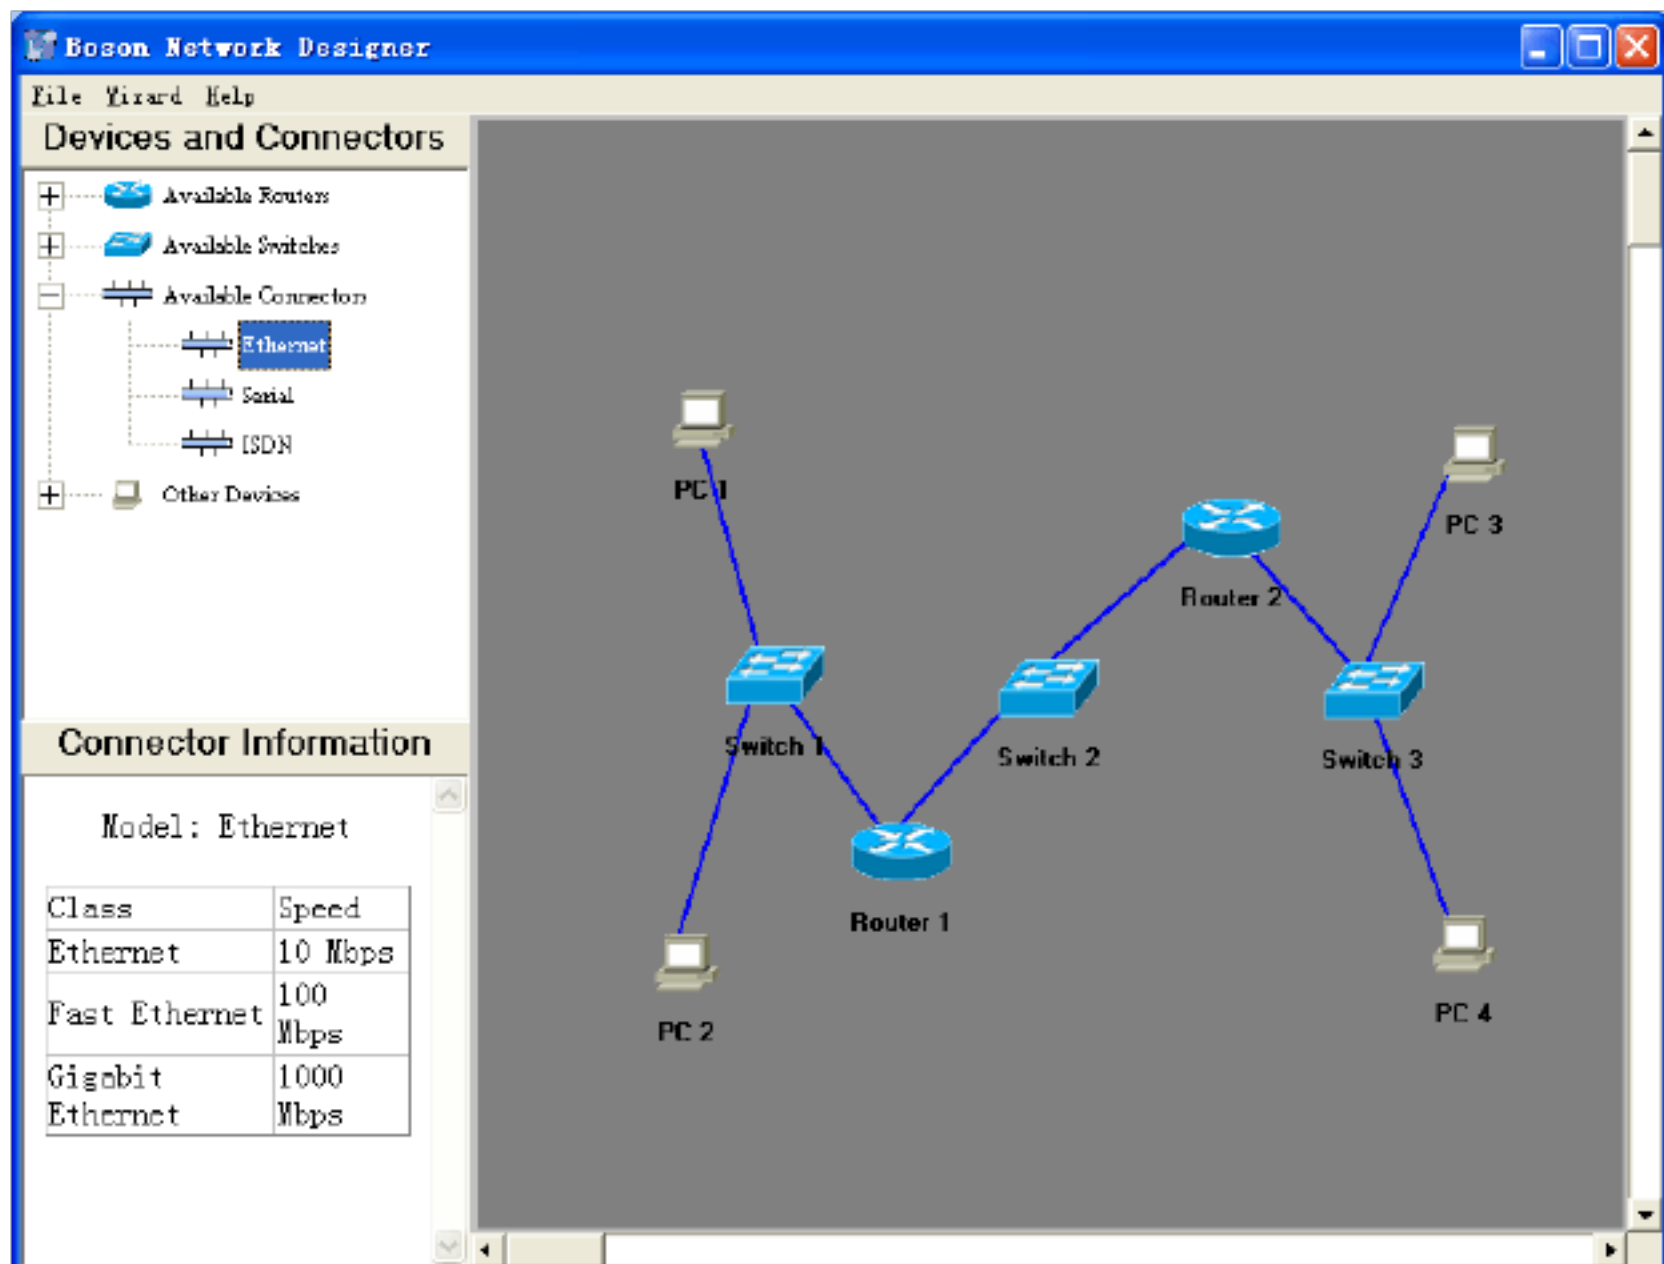 Boson Network Designer
File Wizard Help
Devices and Connectors
Available Routers
Available Switches
Available Connectors
Ethernet
Serial
ISDN
Other Devices
Connector Information
Model: Ethernet
Class Speed
Ethernet 10 Mbps
Fast Ethernet 100 Mbps
Gigabit Ethernet 1000 Mbps
PC 1
PC 3
Router 2
Switch 1
Switch 2
Switch 3
Router 1
PC 2
PC 4